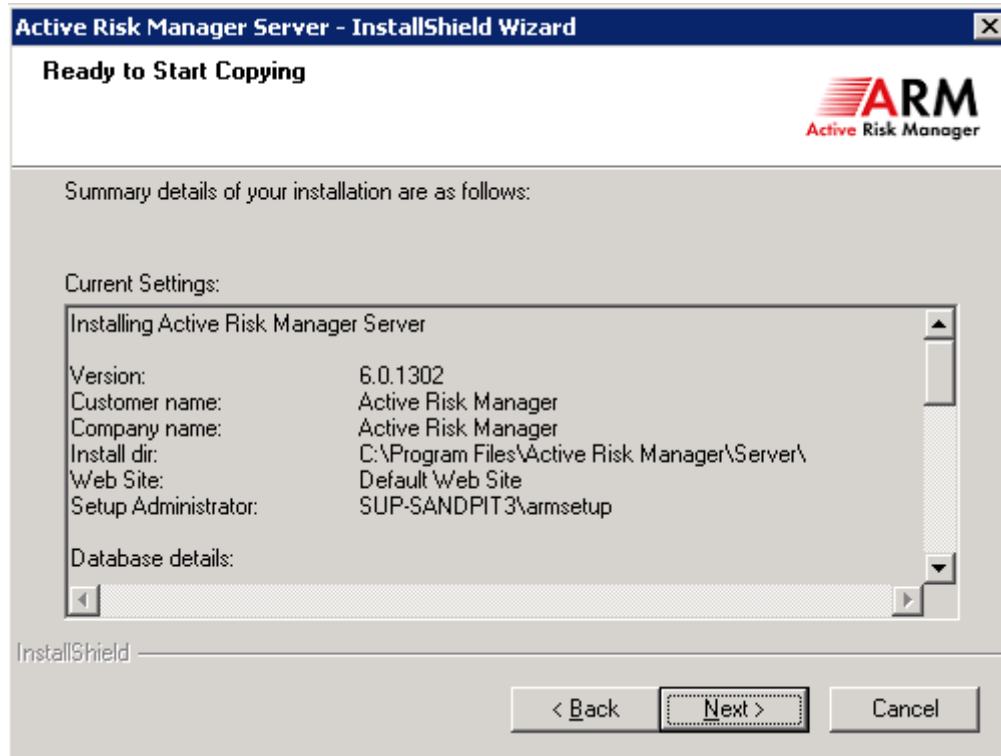 Active Risk Manager Server - InstallShield Wizard
Ready to Start Copying
ARM
Active Risk Manager
Summary details of your installation are as follows:
Current Settings:
Installing Active Risk Manager Server
Version: 6.0.1302
Customer name: Active Risk Manager
Company name: Active Risk Manager
Install dir: C:\Program Files\Active Risk Manager\Server\
Web Site: Default Web Site
Setup Administrator: SUP-SANDPIT3\armsetup
Database details:
InstallShield
< Back Next > Cancel